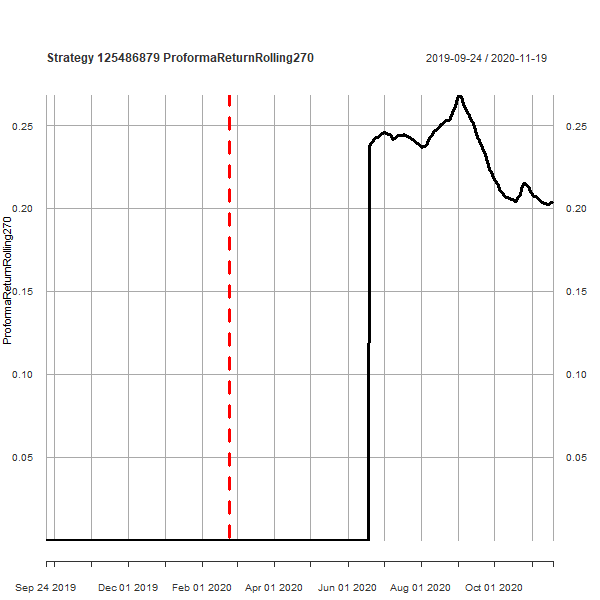 Strategy 125486879 ProformaReturnRolling270
2019-09-24 / 2020-11-19
ProformaReturnRolling270
0.25 0.25
0.20 0.20
0.15 0.15
0.10 0.10
0.05 0.05
Sep 24 2019 Dec 01 2019 Feb 01 2020 Apr 01 2020 Jun 01 2020 Aug 01 2020 Oct 01 2020